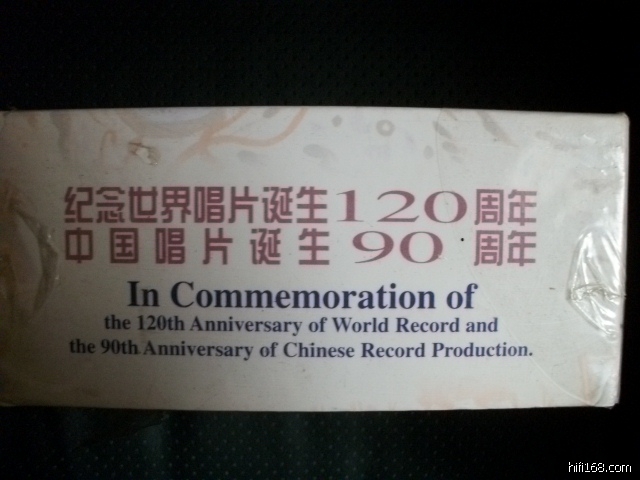 纪念世界唱片诞生120周年
中国唱片诞生90周年
In Commemoration of
the 120th Anniversary of World Record and
the 90th Anniversary of Chinese Record Production.
hifi168.com